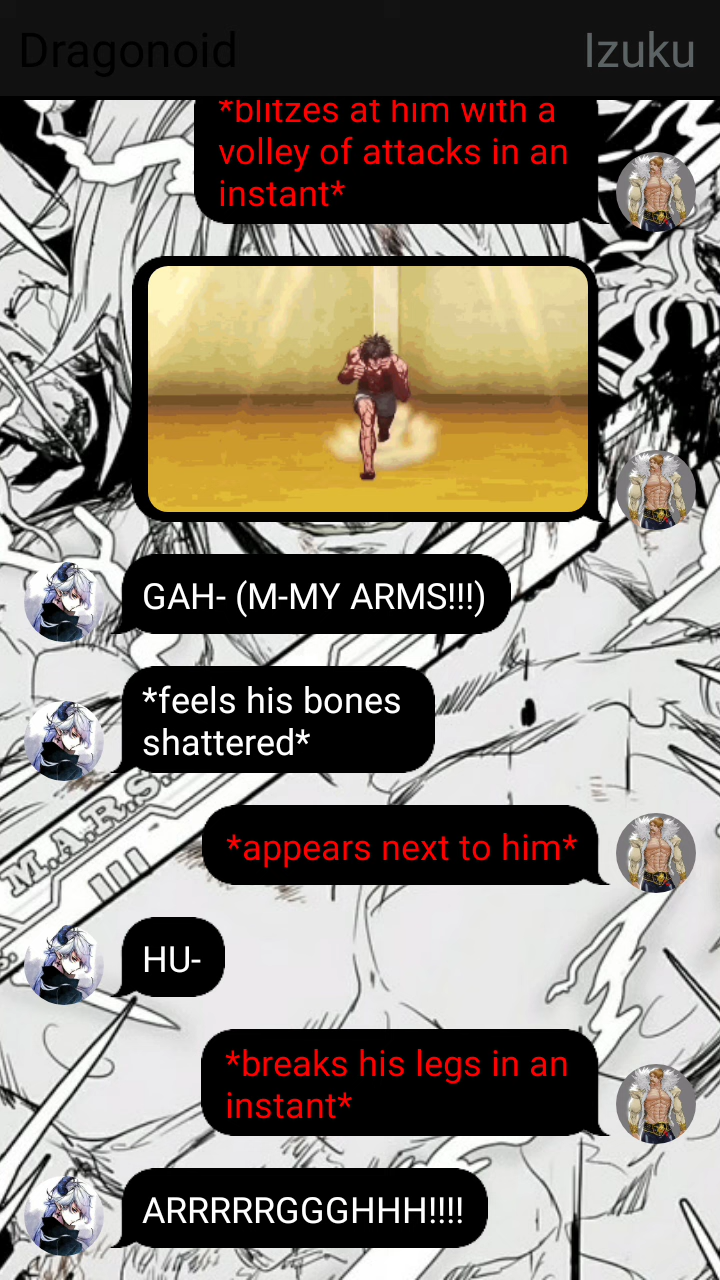 Dragonoid
Izuku
*blitzes at him with a
volley of attacks in an
instant*
GAH- (M-MY ARMS!!!)
*feels his bones
shattered*
*appears next to him*
M.A.R.S.
HU-
*breaks his legs in an
instant*
ARRRRRGGGHHH!!!!